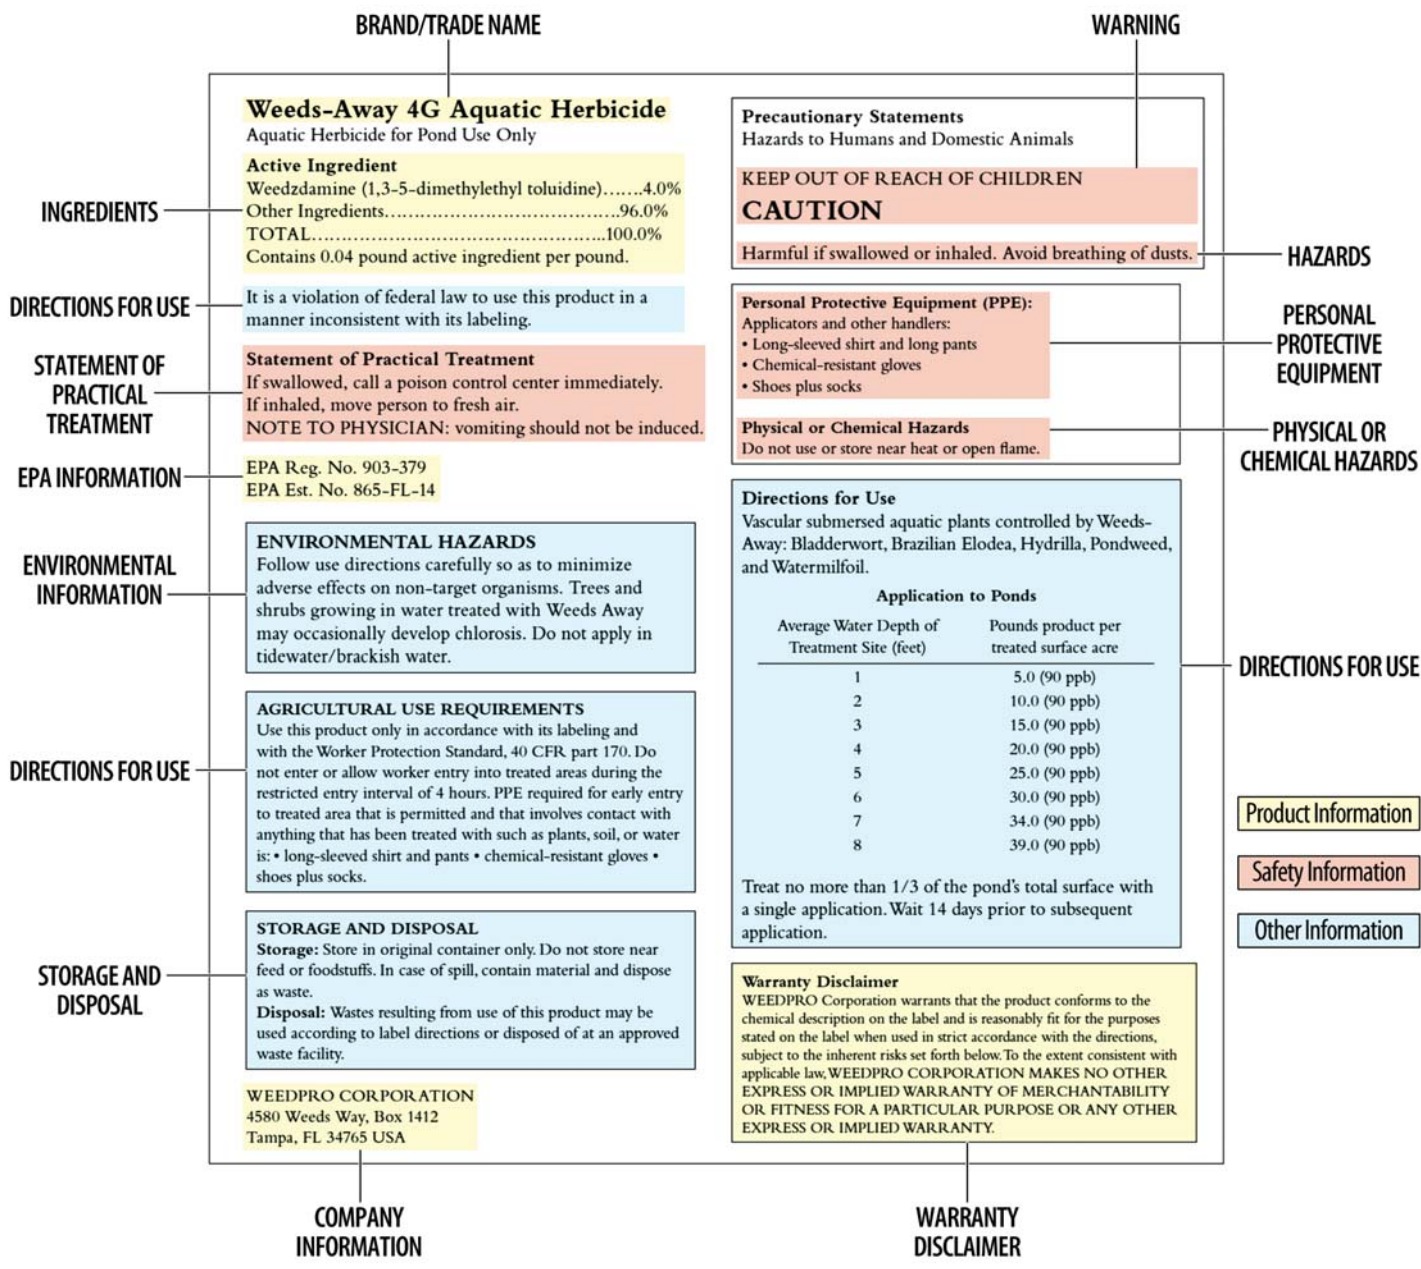 BRAND/TRADE NAME
WARNING
Weeds-Away 4G Aquatic Herbicide
Aquatic Herbicide for Pond Use Only
INGREDIENTS
Active Ingredient
Weedzdamine (1,3-5-dimethylethyl toluidine).......4.0%
Other Ingredients..........................................96.0%
TOTAL....................................................100.0%
Contains 0.04 pound active ingredient per pound.
DIRECTIONS FOR USE
It is a violation of federal law to use this product in a
manner inconsistent with its labeling.
STATEMENT OF
PRACTICAL
TREATMENT
Statement of Practical Treatment
If swallowed, call a poison control center immediately.
If inhaled, move person to fresh air.
NOTE TO PHYSICIAN: vomiting should not be induced.
EPA INFORMATION
EPA Reg. No. 903-379
EPA Est. No. 865-FL-14
ENVIRONMENTAL
INFORMATION
ENVIRONMENTAL HAZARDS
Follow use directions carefully so as to minimize
adverse effects on non-target organisms. Trees and
shrubs growing in water treated with Weeds Away
may occasionally develop chlorosis. Do not apply in
tidewater/brackish water.
DIRECTIONS FOR USE
AGRICULTURAL USE REQUIREMENTS
Use this product only in accordance with its labeling and
with the Worker Protection Standard, 40 CFR part 170. Do
not enter or allow worker entry into treated areas during the
restricted entry interval of 4 hours. PPE required for early entry
to treated area that is permitted and that involves contact with
anything that has been treated with such as plants, soil, or water
is: • long-sleeved shirt and pants • chemical-resistant gloves •
shoes plus socks.
STORAGE AND
DISPOSAL
STORAGE AND DISPOSAL
Storage: Store in original container only. Do not store near
feed or foodstuffs. In case of spill, contain material and dispose
as waste.
Disposal: Wastes resulting from use of this product may be
used according to label directions or disposed of at an approved
waste facility.
WEEDPRO CORPORATION
4580 Weeds Way, Box 1412
Tampa, FL 34765 USA
COMPANY
INFORMATION
Precautionary Statements
Hazards to Humans and Domestic Animals
KEEP OUT OF REACH OF CHILDREN
CAUTION
Harmful if swallowed or inhaled. Avoid breathing of dusts.
HAZARDS
Personal Protective Equipment (PPE):
Applicators and other handlers:
• Long-sleeved shirt and long pants
• Chemical-resistant gloves
• Shoes plus socks
PERSONAL
PROTECTIVE
EQUIPMENT
Physical or Chemical Hazards
Do not use or store near heat or open flame.
PHYSICAL OR
CHEMICAL HAZARDS
Directions for Use
Vascular submersed aquatic plants controlled by Weeds-
Away: Bladderwort, Brazilian Elodea, Hydrilla, Pondweed,
and Watermilfoil.
Application to Ponds
Average Water Depth of Pounds product per
Treatment Site (feet) treated surface acre
1 5.0 (90 ppb)
2 10.0 (90 ppb)
3 15.0 (90 ppb)
4 20.0 (90 ppb)
5 25.0 (90 ppb)
6 30.0 (90 ppb)
7 34.0 (90 ppb)
8 39.0 (90 ppb)
Treat no more than 1/3 of the pond's total surface with
a single application. Wait 14 days prior to subsequent
application.
DIRECTIONS FOR USE
Product Information
Safety Information
Other Information
Warranty Disclaimer
WEEDPRO Corporation warrants that the product conforms to the
chemical description on the label and is reasonably fit for the purposes
stated on the label when used in strict accordance with the directions,
subject to the inherent risks set forth below. To the extent consistent with
applicable law, WEEDPRO CORPORATION MAKES NO OTHER
EXPRESS OR IMPLIED WARRANTY OF MERCHANTABILITY
OR FITNESS FOR A PARTICULAR PURPOSE OR ANY OTHER
EXPRESS OR IMPLIED WARRANTY.
WARRANTY
DISCLAIMER